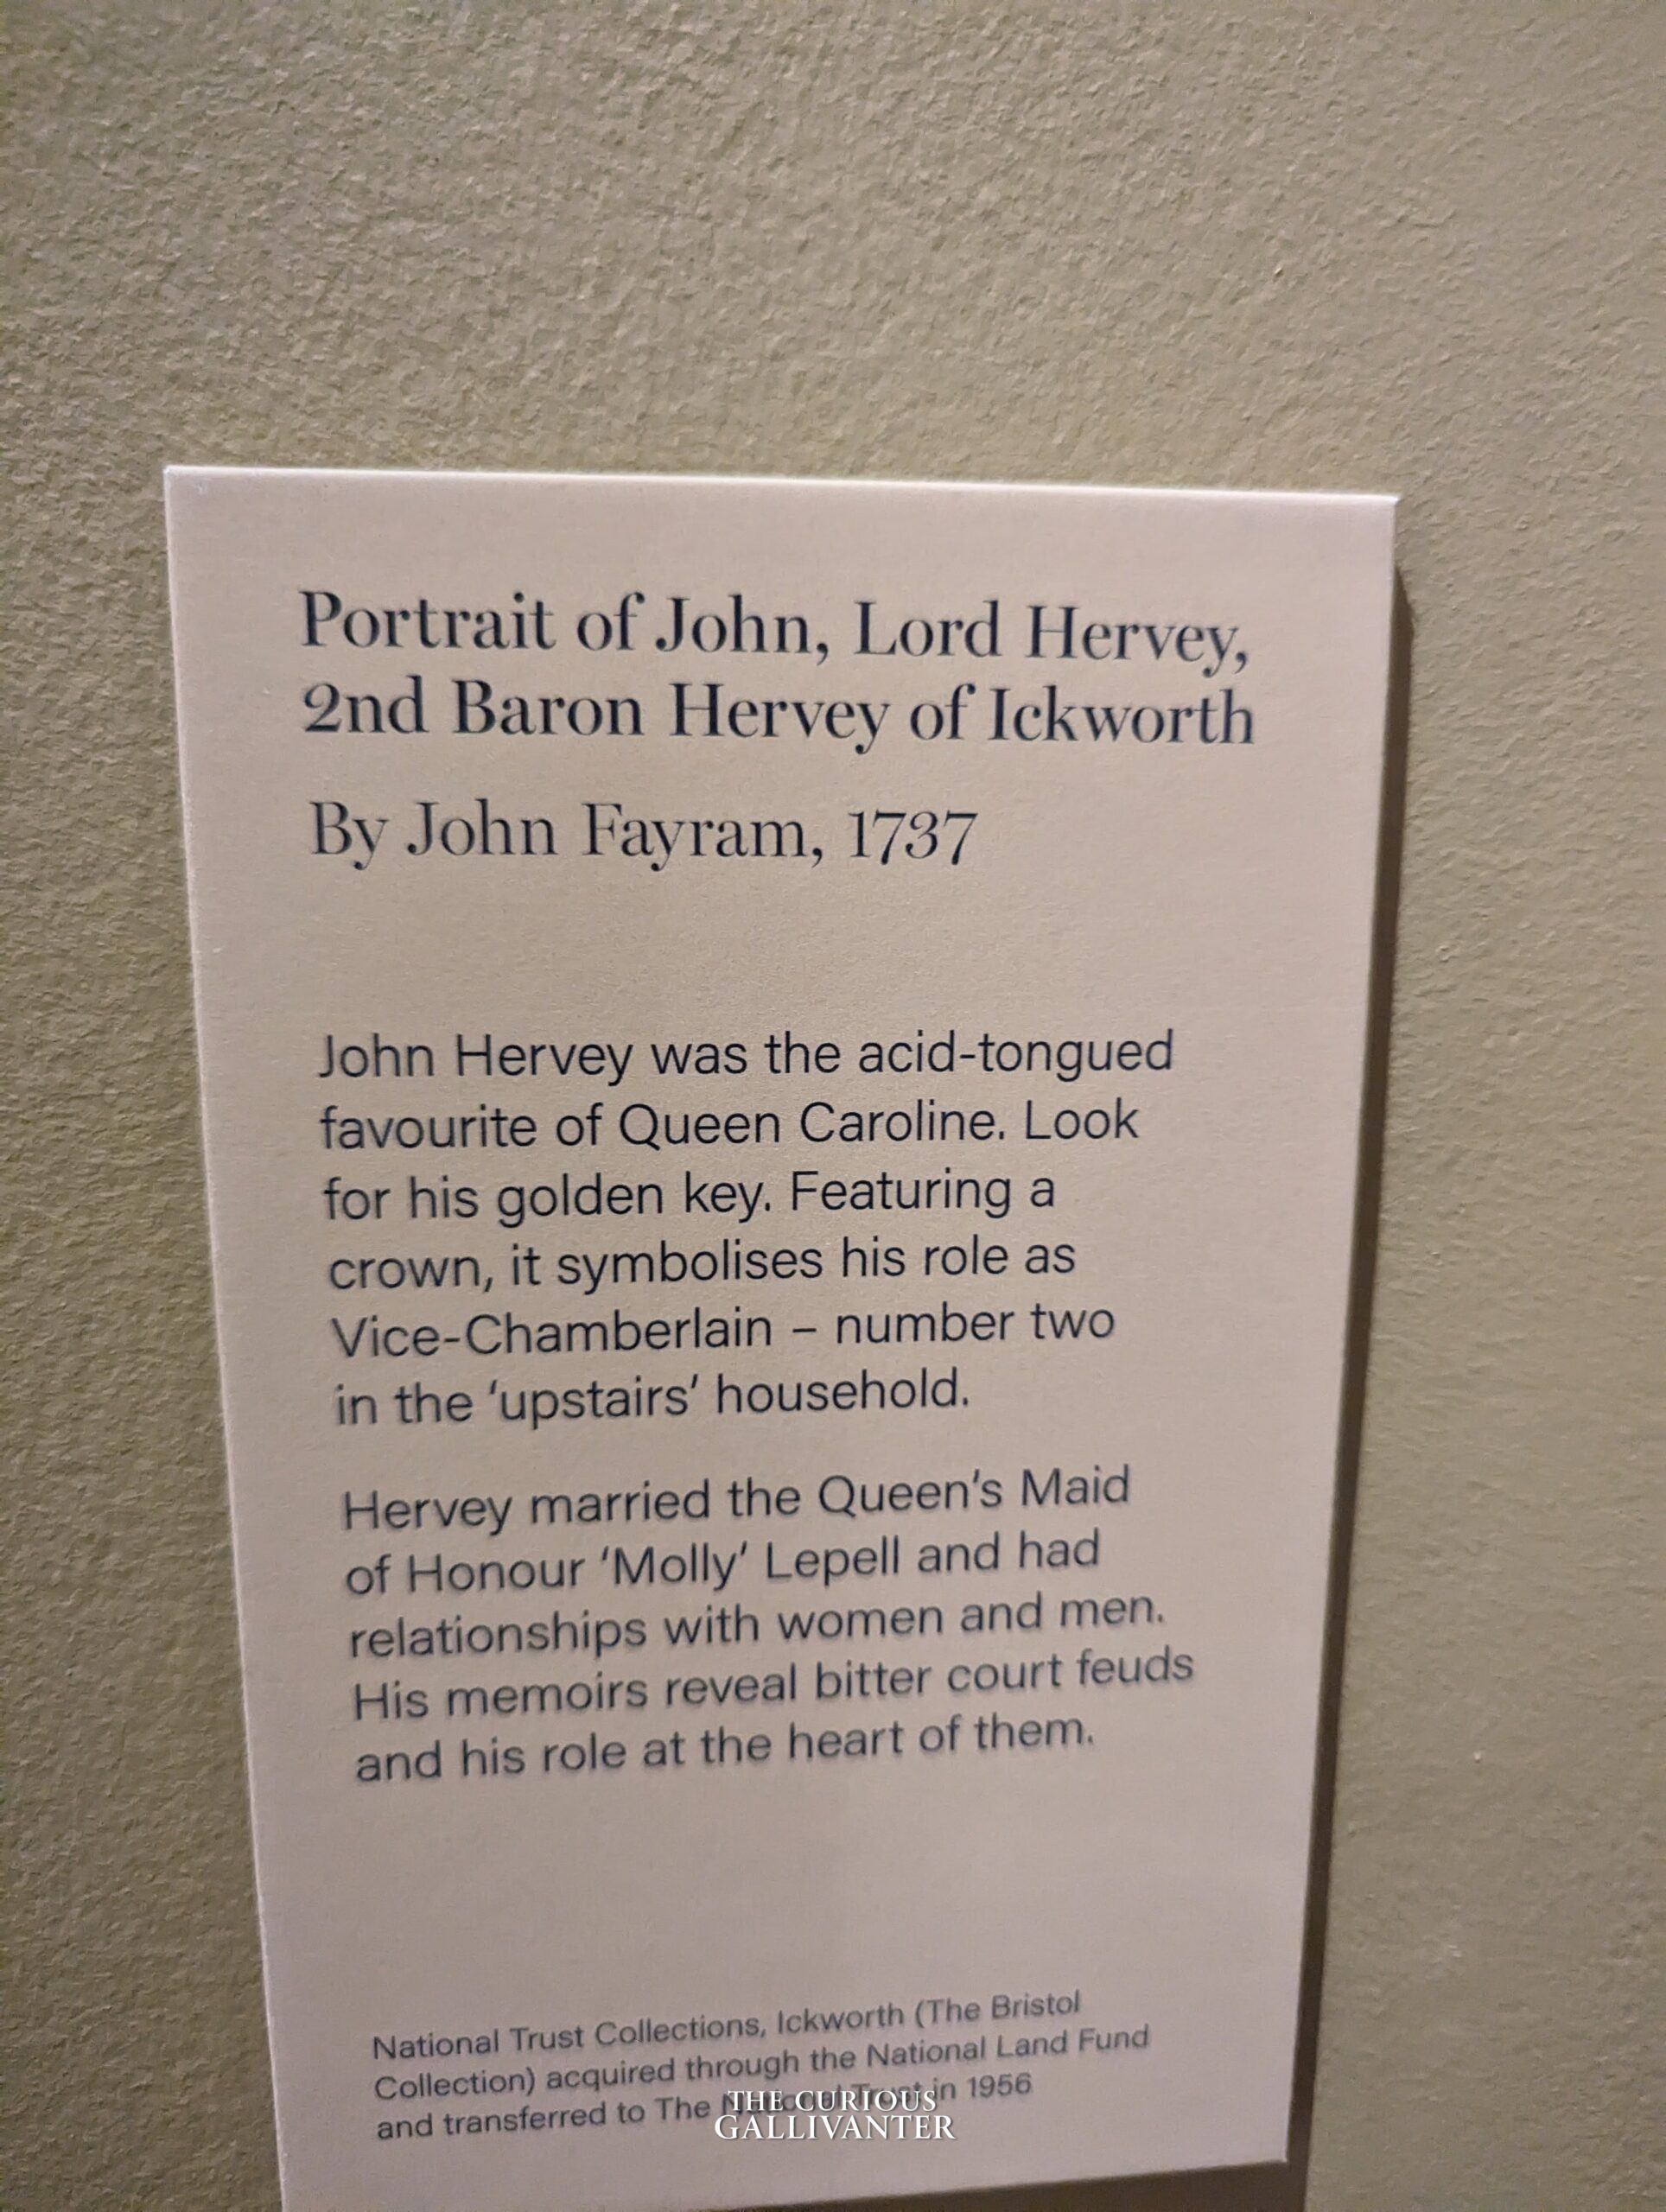 Portrait of John, Lord Hervey,
2nd Baron Hervey of Ickworth
By John Fayram, 1737
John Hervey was the acid-tongued
favourite of Queen Caroline. Look
for his golden key. Featuring a
crown, it symbolises his role as
Vice-Chamberlain – number two
in the ‘upstairs’ household.
Hervey married the Queen’s Maid
of Honour ‘Molly’ Lepell and had
relationships with women and men.
His memoirs reveal bitter court feuds
and his role at the heart of them.
National Trust Collections, Ickworth (The Bristol
Collection) acquired through the National Land Fund
and transferred to The National Trust in 1956
THE CURIOUS
GALLIVANTER